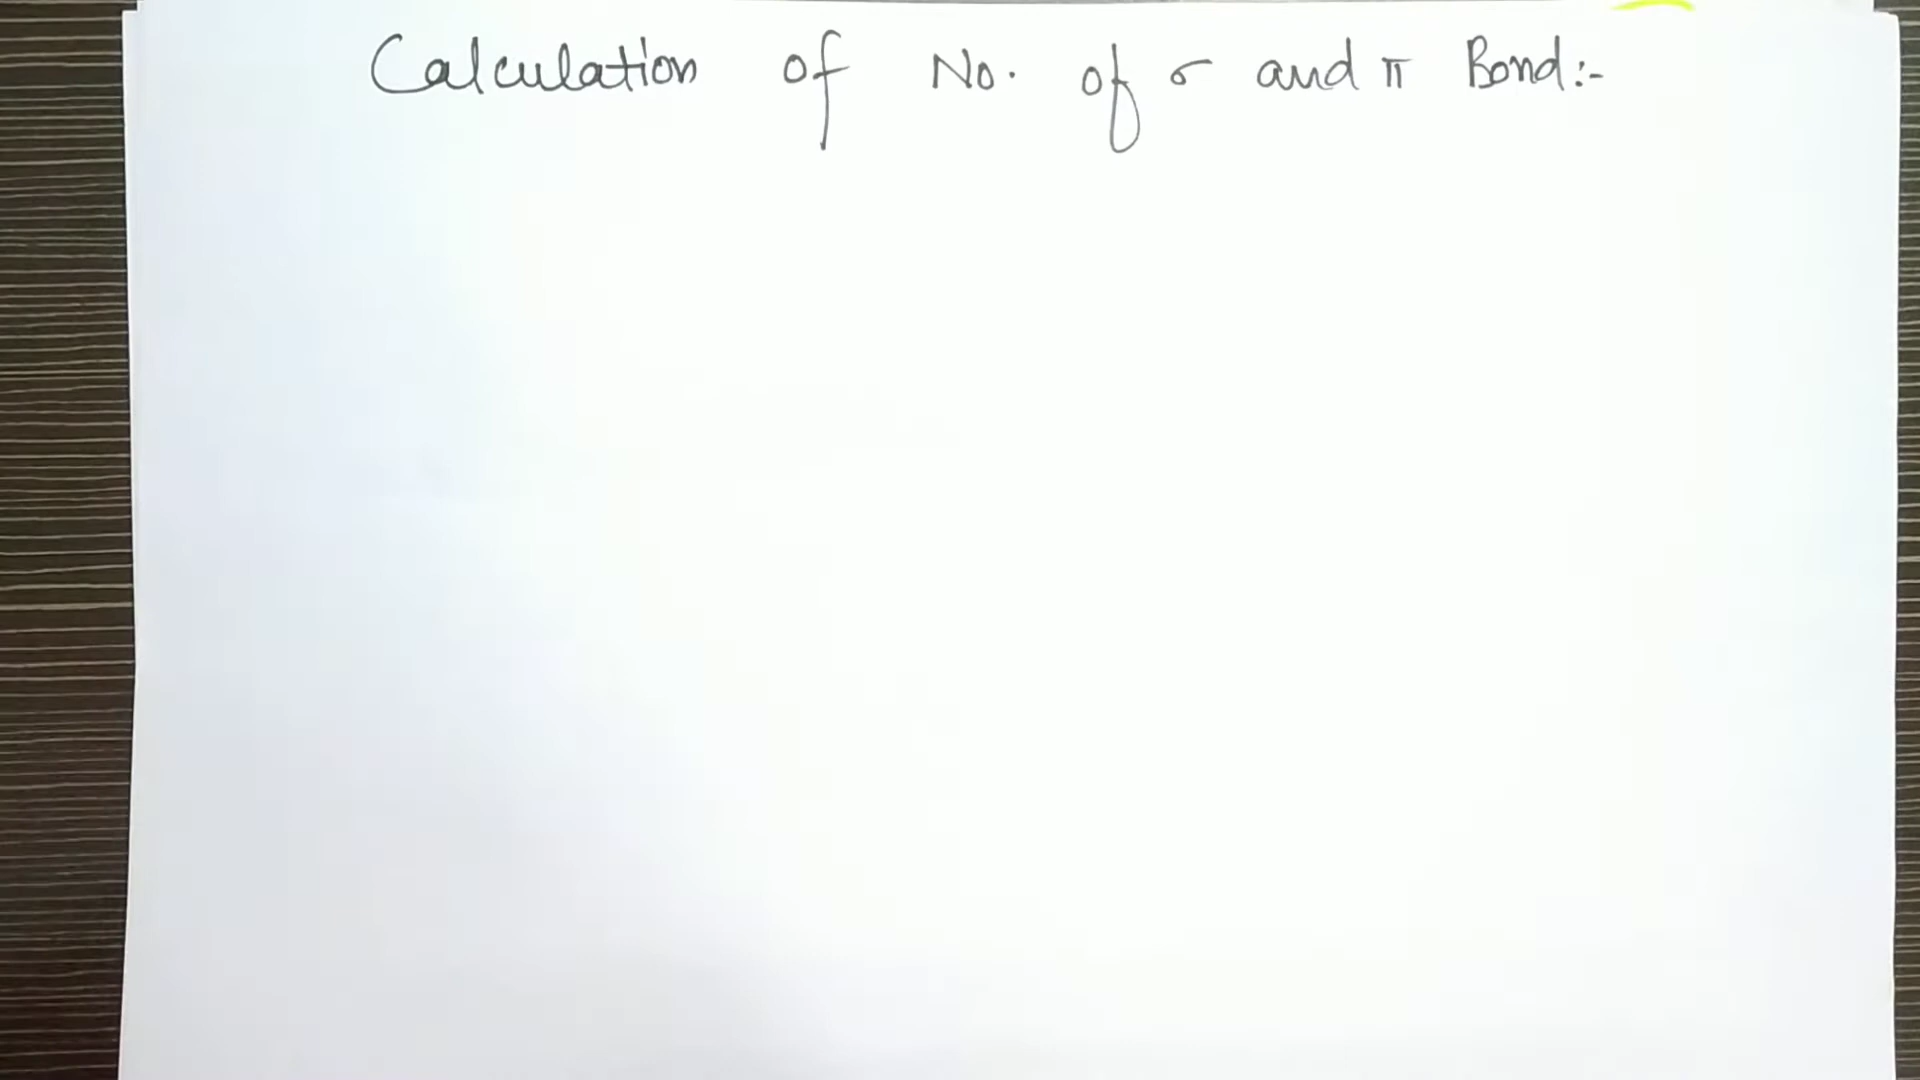 Calculation of No. of σ and π Bond:-